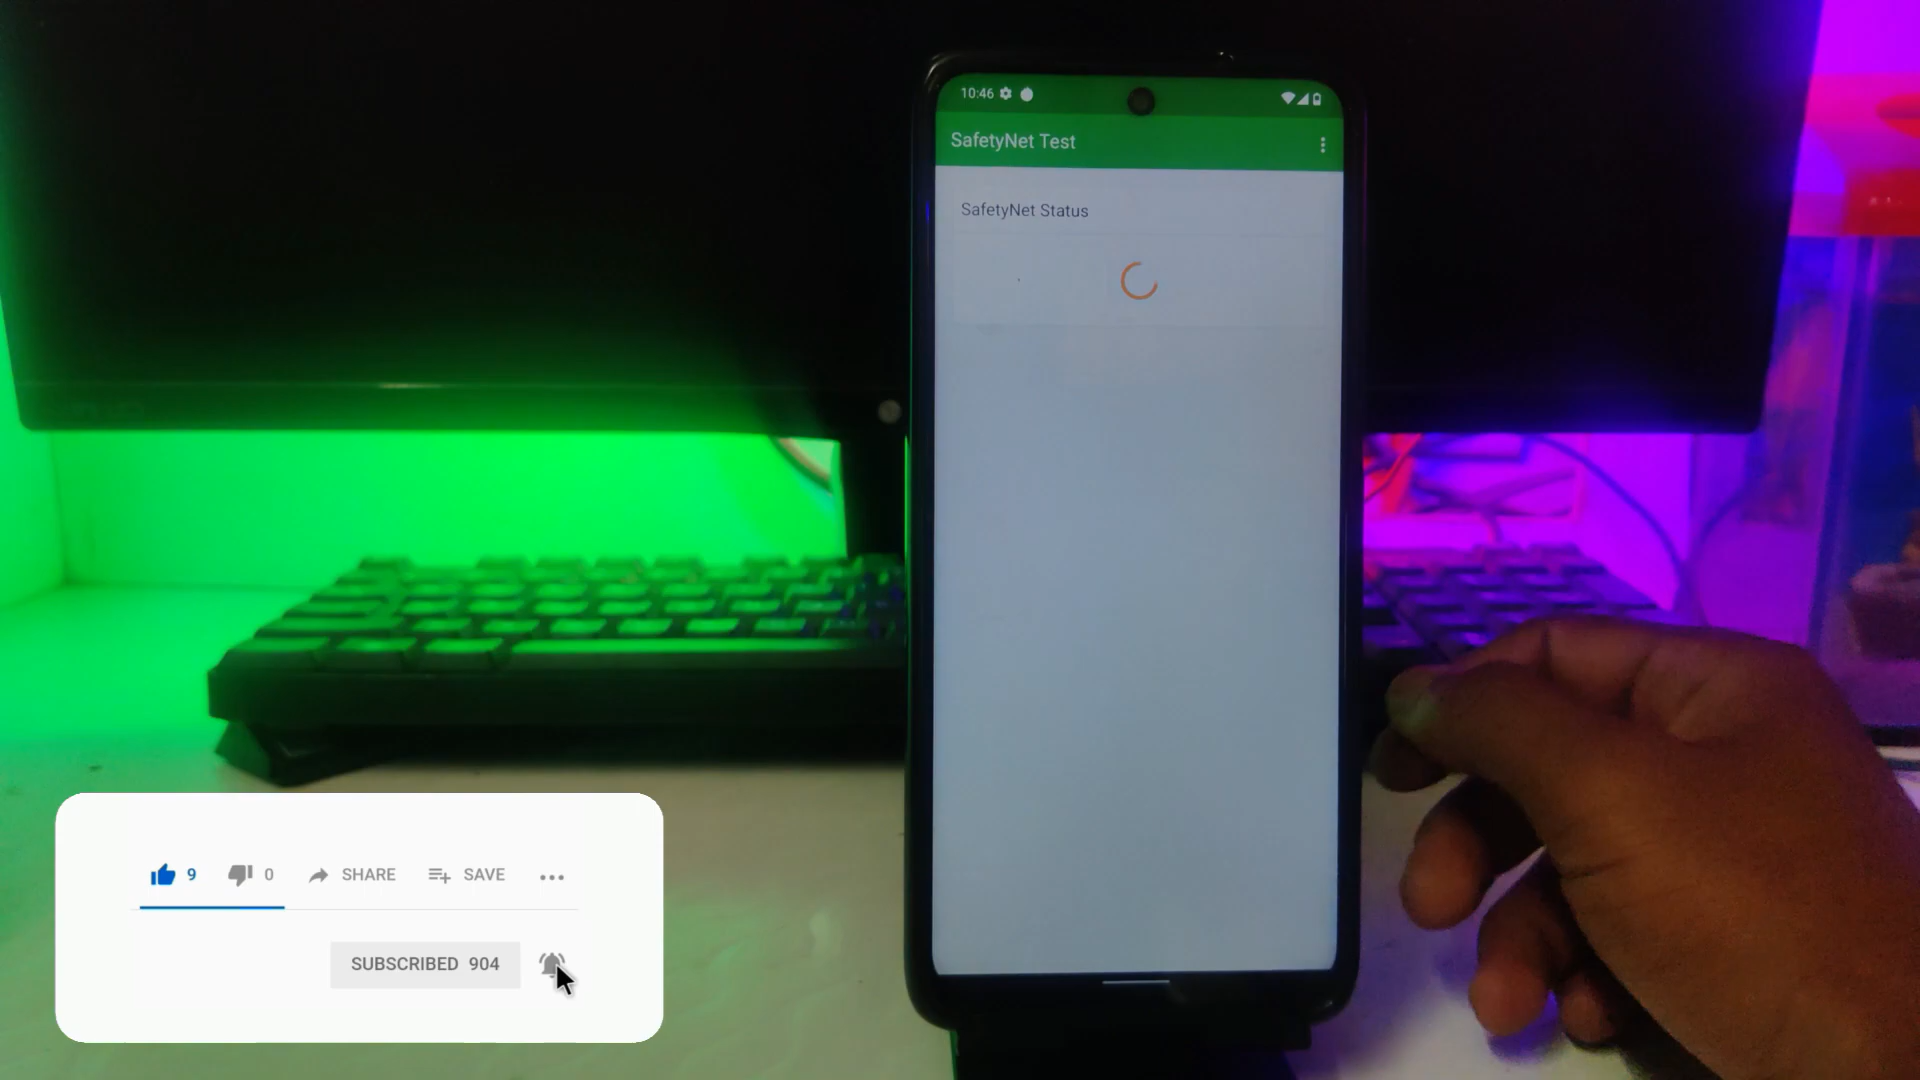 10:46
SafetyNet Test
SafetyNet Status
9 0 SHARE SAVE
SUBSCRIBED 904